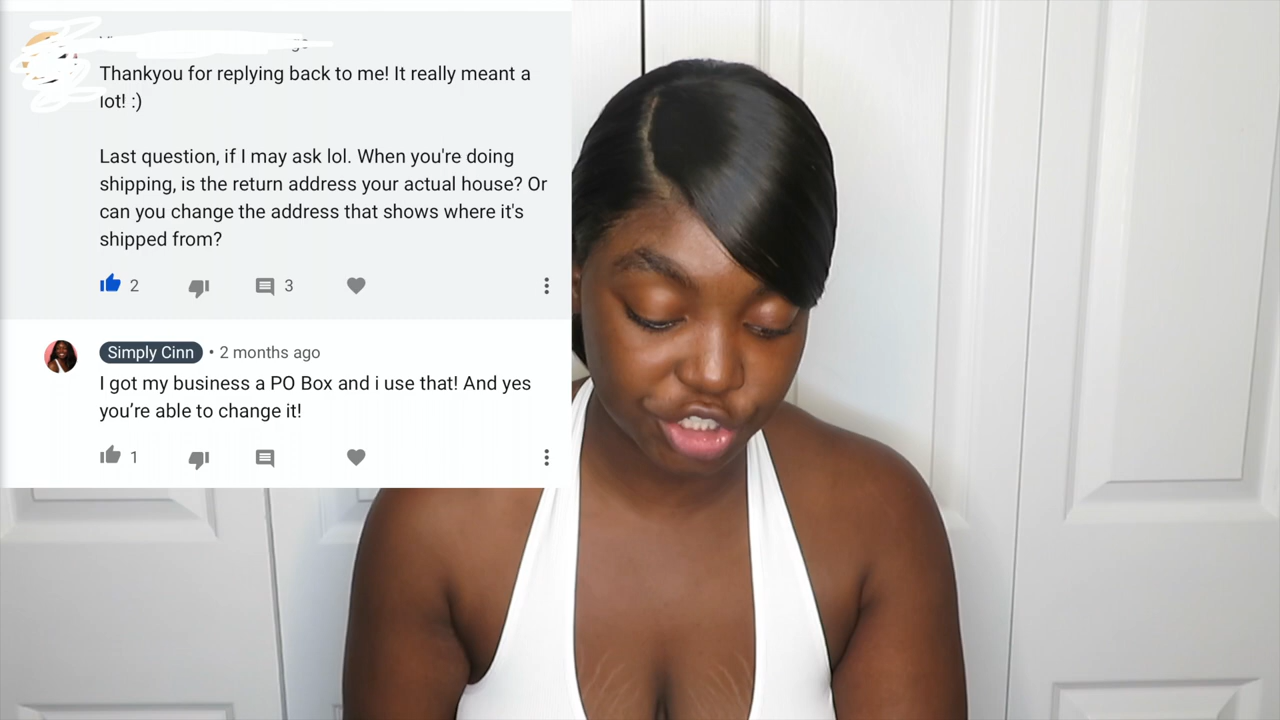 Thankyou for replying back to me! It really meant a
lot! :)
Last question, if I may ask lol. When you're doing
shipping, is the return address your actual house? Or
can you change the address that shows where it's
shipped from?
2
3
Simply Cinn • 2 months ago
I got my business a PO Box and i use that! And yes
you’re able to change it!
1